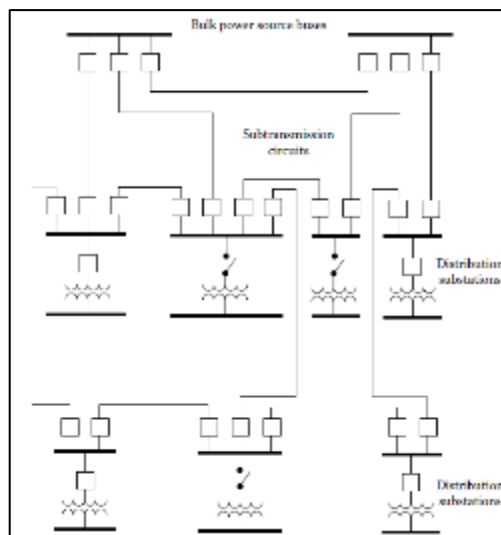 Bulk power source buses
Subtransmission
circuits
Distribution
substations
Distribution
substations